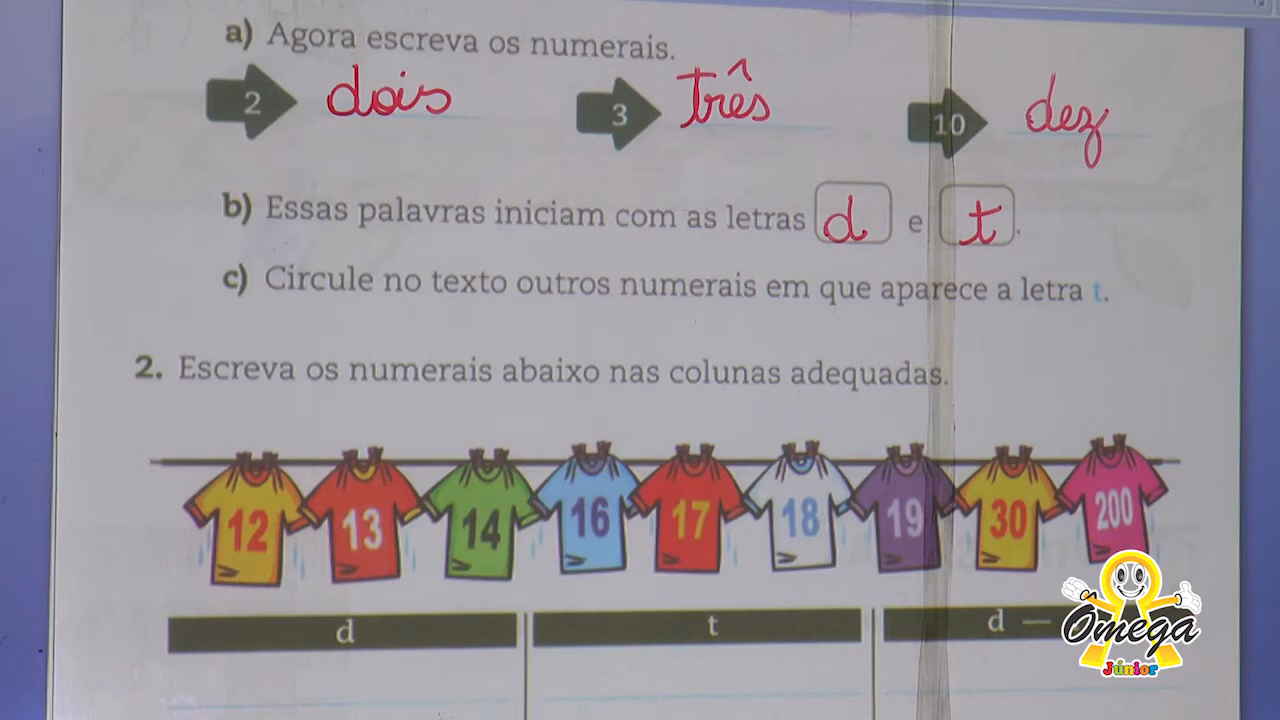 a) Agora escreva os numerais.
2 dois 3 três 10 dez
b) Essas palavras iniciam com as letras d e t.
c) Circule no texto outros numerais em que aparece a letra t.
2. Escreva os numerais abaixo nas colunas adequadas.
12 13 14 16 17 18 19 30 200
d t d —
Ômega
Júnior